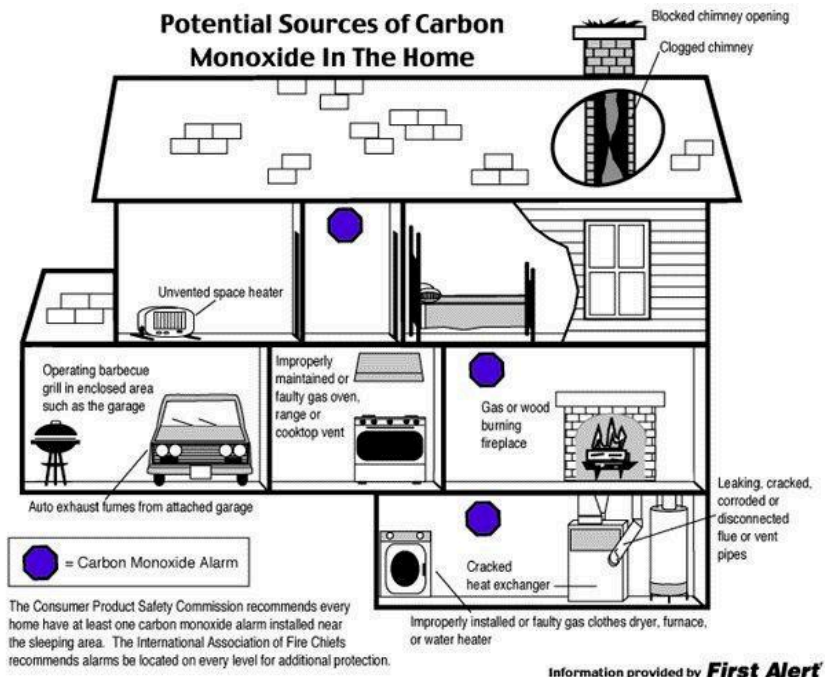 Potential Sources of Carbon
Monoxide In The Home
Blocked chimney opening
Clogged chimney
Unvented space heater
Operating barbecue
grill in enclosed area
such as the garage
Improperly
maintained or
faulty gas oven,
range or
cooktop vent
Gas or wood
burning
fireplace
Auto exhaust fumes from attached garage
Leaking, cracked,
corroded or
disconnected
flue or vent
pipes
Cracked
heat exchanger
= Carbon Monoxide Alarm
Improperly installed or faulty gas clothes dryer, furnace,
or water heater
The Consumer Product Safety Commission recommends every
home have at least one carbon monoxide alarm installed near
the sleeping area. The International Association of Fire Chiefs
recommends alarms be located on every level for additional protection.
Information provided by First Alert